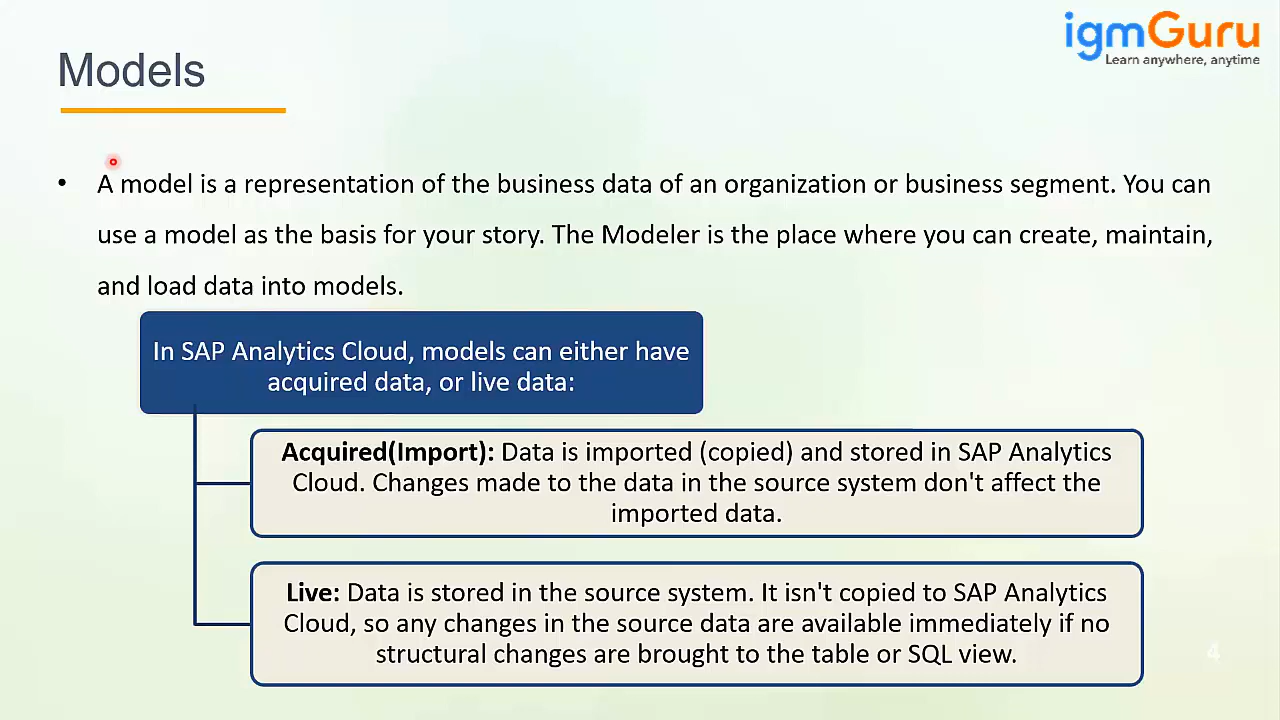 igmGuru
Learn anywhere, anytime
Models
• A model is a representation of the business data of an organization or business segment. You can
use a model as the basis for your story. The Modeler is the place where you can create, maintain,
and load data into models.
In SAP Analytics Cloud, models can either have
acquired data, or live data:
Acquired(Import): Data is imported (copied) and stored in SAP Analytics
Cloud. Changes made to the data in the source system don't affect the
imported data.
Live: Data is stored in the source system. It isn't copied to SAP Analytics
Cloud, so any changes in the source data are available immediately if no
structural changes are brought to the table or SQL view.
4